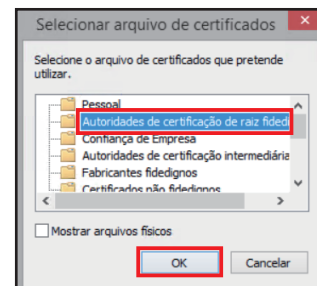 Selecionar arquivo de certificados
Selecione o arquivo de certificados que pretende
utilizar.
Pessoal
Autoridades de certificação de raiz fided
Confiança de Empresa
Autoridades de certificação intermediária
Fabricantes fidedignos
Certificados não fidedignos
Mostrar arquivos físicos
OK
Cancelar